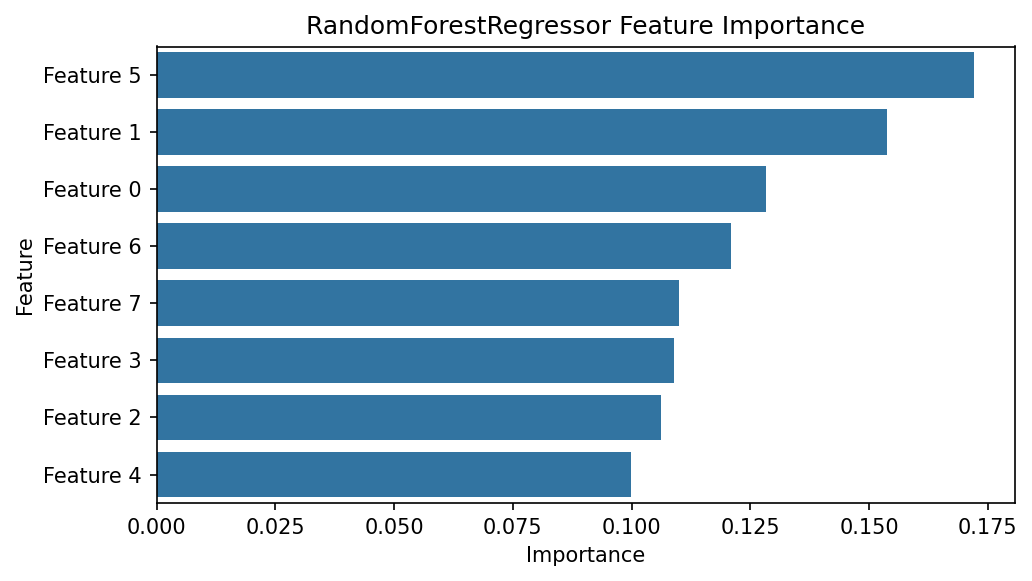 RandomForestRegressor Feature Importance
Feature 5
Feature 1
Feature 0
Feature 6
Feature 7
Feature 3
Feature 2
Feature 4
Feature
0.000 0.025 0.050 0.075 0.100 0.125 0.150 0.175
Importance